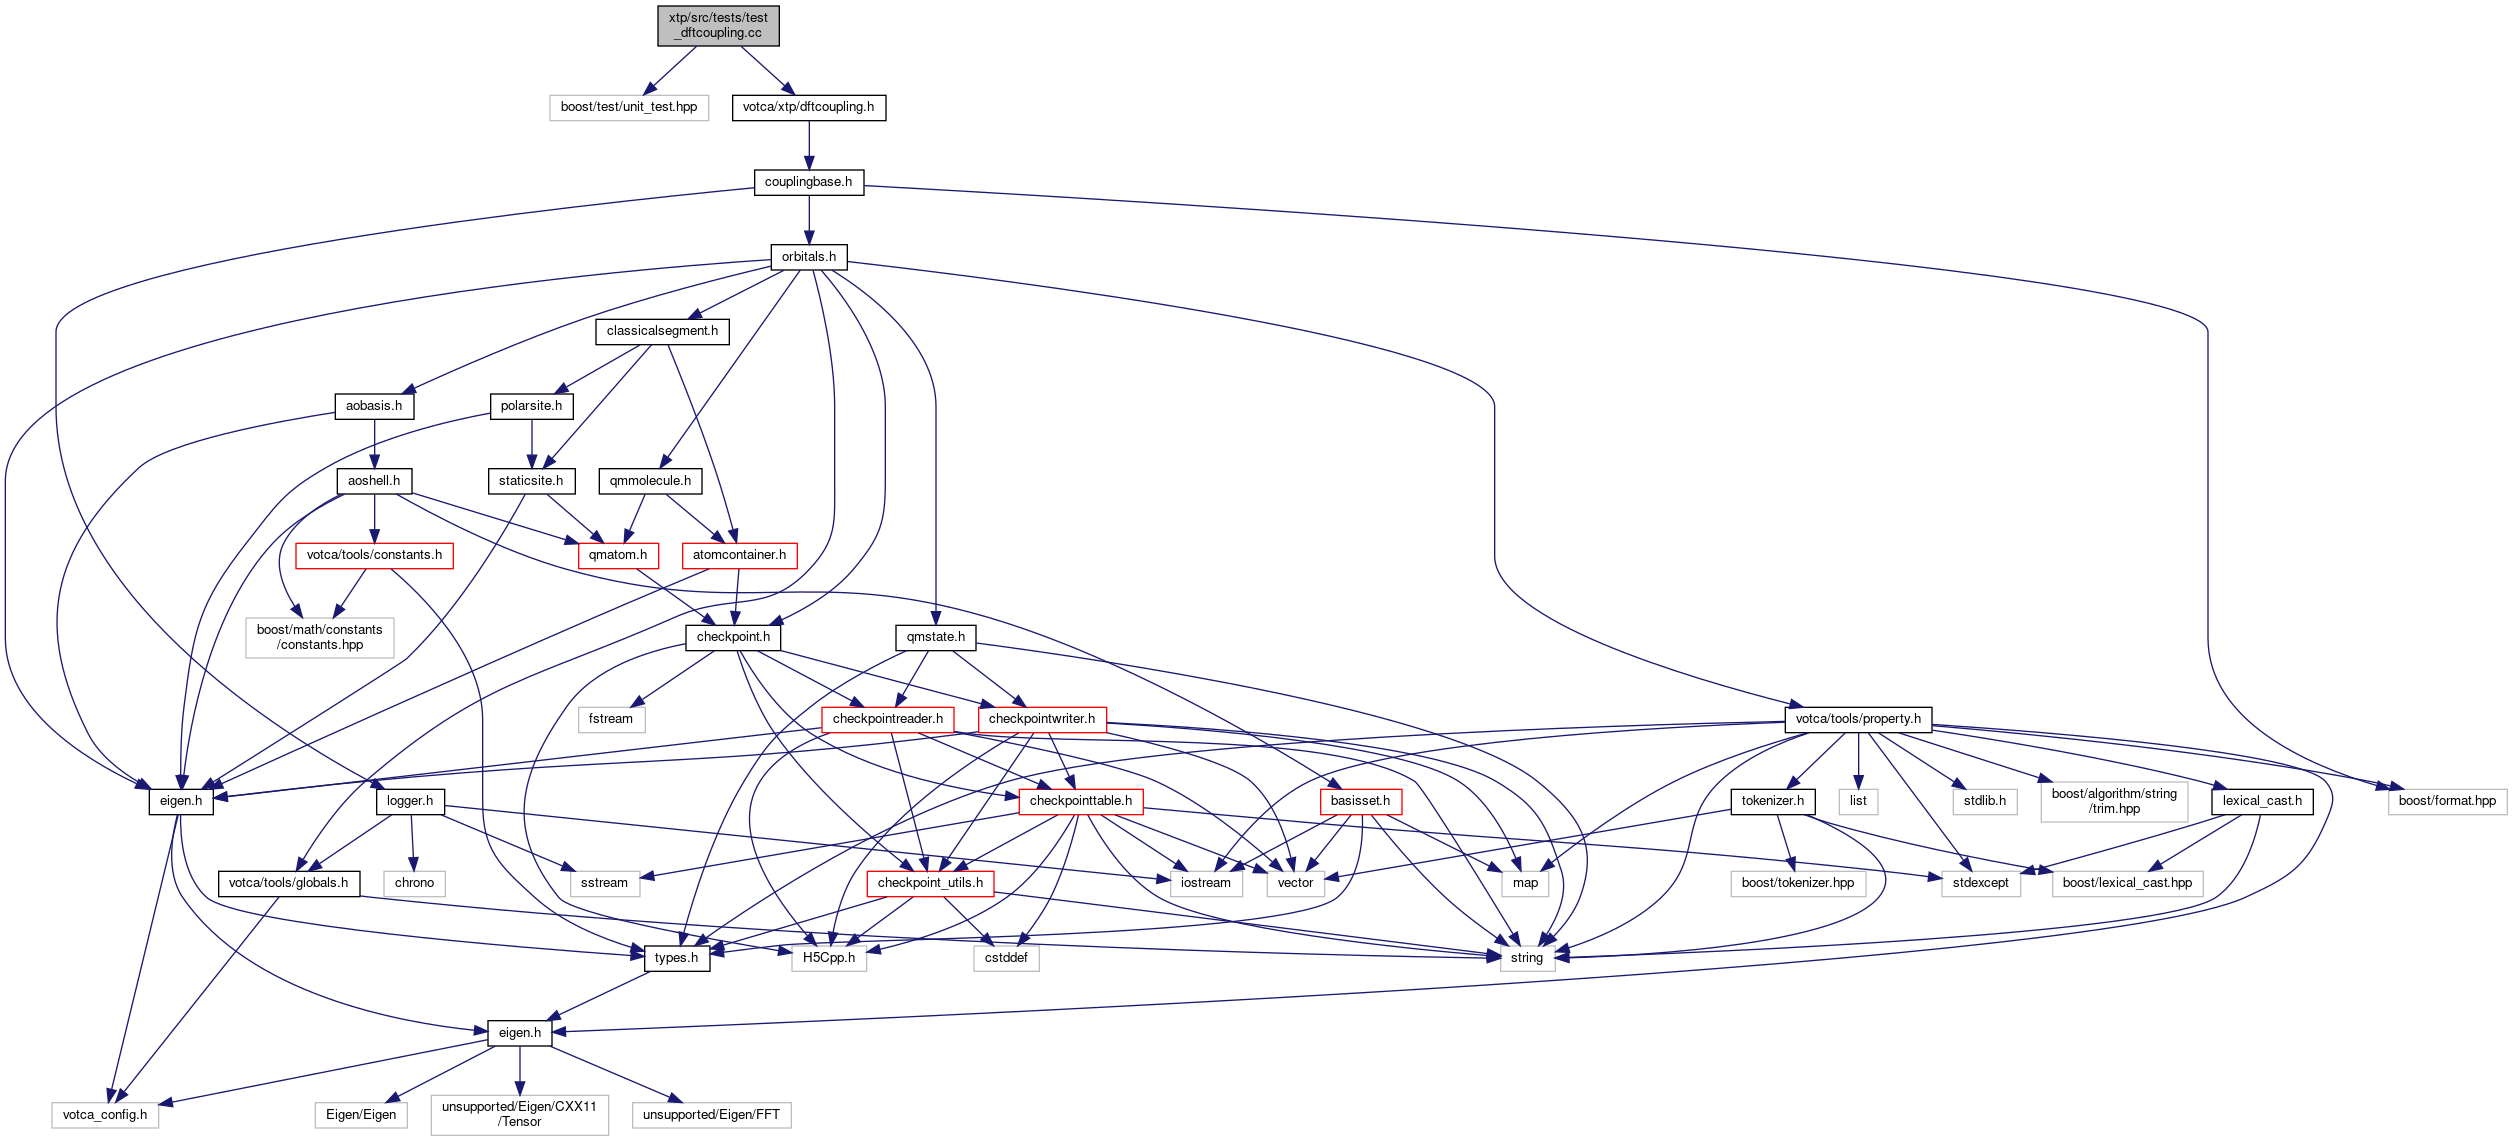 xtp/src/tests/test
_dftcoupling.cc
boost/test/unit_test.hpp
votca/xtp/dftcoupling.h
couplingbase.h
orbitals.h
classicalsegment.h
aobasis.h
polarsite.h
aoshell.h
staticsite.h
qmmolecule.h
votca/tools/constants.h
qmatom.h
atomcontainer.h
boost/math/constants
/constants.hpp
checkpoint.h
qmstate.h
fstream
checkpointreader.h
checkpointwriter.h
votca/tools/property.h
eigen.h
logger.h
checkpointtable.h
basisset.h
tokenizer.h
list
stdlib.h
boost/algorithm/string
/trim.hpp
lexical_cast.h
boost/format.hpp
votca/tools/globals.h
chrono
sstream
checkpoint_utils.h
iostream
vector
map
boost/tokenizer.hpp
stdexcept
boost/lexical_cast.hpp
types.h
H5Cpp.h
cstddef
string
eigen.h
votca_config.h
Eigen/Eigen
unsupported/Eigen/CXX11
/Tensor
unsupported/Eigen/FFT